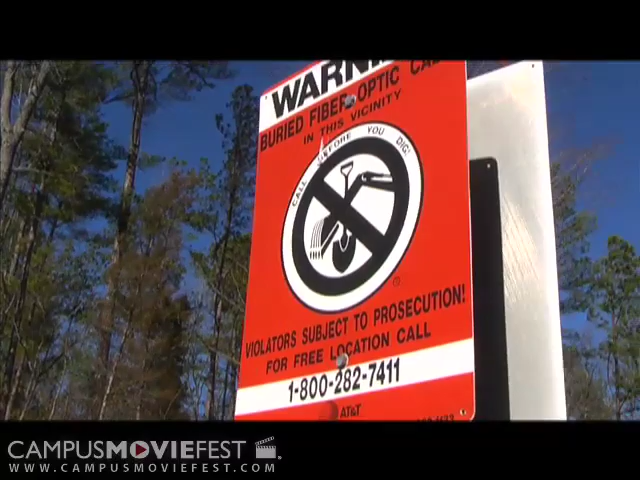 WARNI
BURIED FIBER OPTIC CA
IN THIS VICINITY
CALL BEFORE YOU DIG!
VIOLATORS SUBJECT TO PROSECUTION!
FOR FREE LOCATION CALL
1-800-282-7411
AT&T
CAMPUSMOVIEFEST
WWW.CAMPUSMOVIEFEST.COM